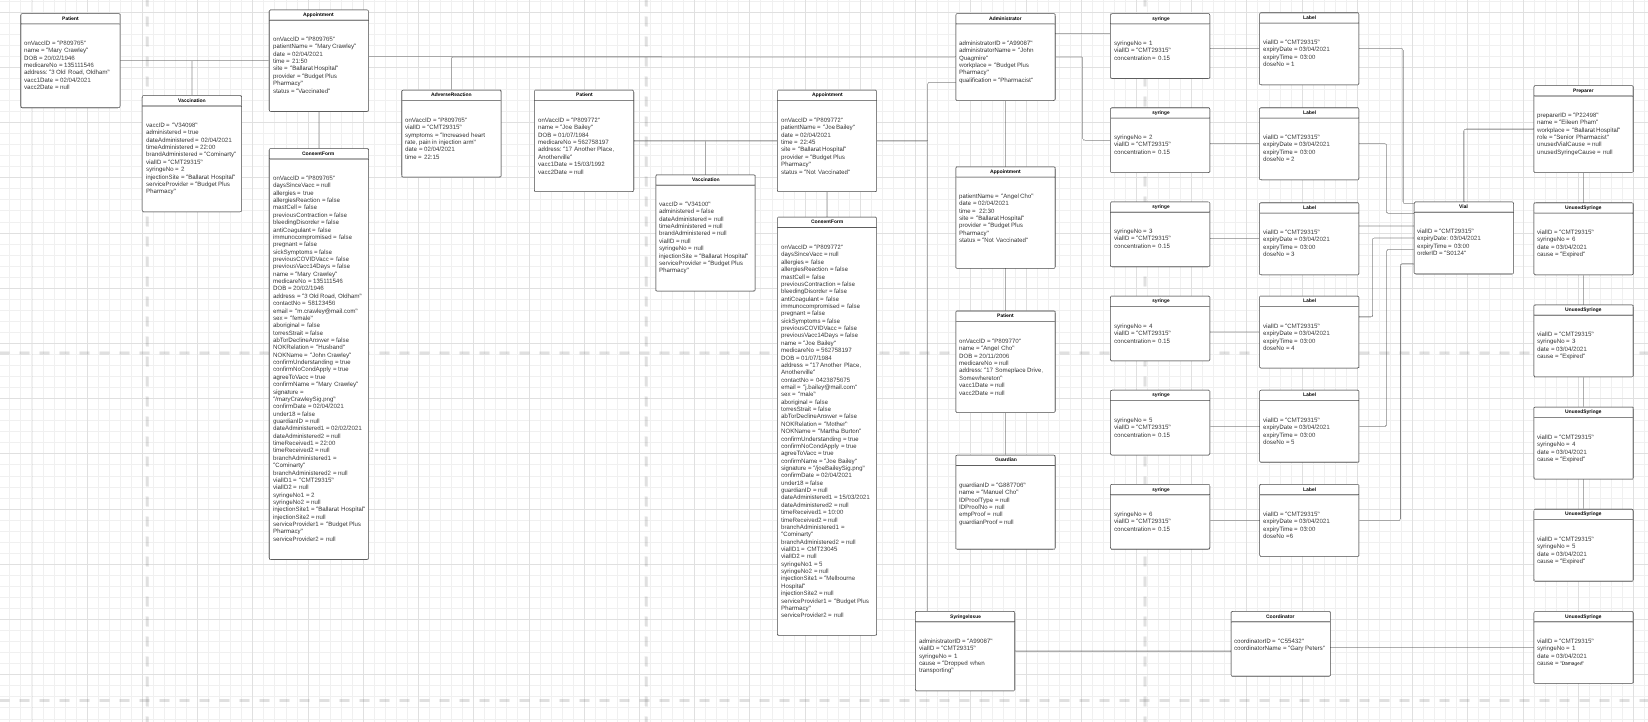 Patient
onVaccID = "P809765"
name = "Mary Crawley"
DOB = 20/02/1946
medicareNo = 135111546
address: "3 Old Road, Oldham"
vacc1Date = 02/04/2021
vacc2Date = null
Vaccination
vaccID = "V34098"
administered = true
dateAdministered = 02/04/2021
timeAdministered = 22:00
brandAdministered = "Cominarty"
vialID = "CMT29315"
syringeNo = 2
injectionSite = "Ballarat Hospital"
serviceProvider = "Budget Plus
Pharmacy"
Appointment
onVaccID = "P809765"
patientName = "Mary Crawley"
date = 02/04/2021
time = 21:50
site = "Ballarat Hospital"
provider = "Budget Plus
Pharmacy"
status = "Vaccinated"
ConsentForm
onVaccID = "P809765"
daysSinceVacc = null
allergies = true
allergiesReaction = false
mastCell = false
previousContraction = false
bleedingDisorder = false
antiCoagulant = false
immunocompromised = false
pregnant = false
sickSymptoms = false
previousCOVIDVacc = false
previousVacc14Days = false
name = "Mary Crawley"
medicareNo = 135111546
DOB = 20/02/1946
address = "3 Old Road, Oldham"
contactNo = 58123456
email = "m.crawley@mail.com"
sex = "female"
aboriginal = false
torresStrait = false
abTorDeclineAnswer = false
NOKRelation = "Husband"
NOKName = "John Crawley"
confirmUnderstanding = true
confirmNoCondApply = true
agreeToVacc = true
confirmName = "Mary Crawley"
signature =
"/maryCrawleySig.png"
confirmDate = 02/04/2021
under18 = false
guardianID = null
dateAdministered1 = 02/02/2021
dateAdministered2 = null
timeReceived1 = 22:00
timeReceived2 = null
branchAdministered1 =
"Cominarty"
branchAdministered2 = null
vialID1 = "CMT29315"
vialID2 = null
syringeNo1 = 2
syringeNo2 = null
injectionSite1 = "Ballarat Hospital"
injectionSite2 = null
serviceProvider1 = "Budget Plus
Pharmacy"
serviceProvider2 = null
AdverseReaction
onVaccID = "P809765"
vialID = "CMT29315"
symptoms = "increased heart
rate, pain in injection arm"
date = 02/04/2021
time = 22:15
Patient
onVaccID = "P809772"
name = "Joe Bailey"
DOB = 01/07/1984
medicareNo = 562758197
address: "17 Another Place,
Anotherville"
vacc1Date = 15/03/1992
vacc2Date = null
Vaccination
vaccID = "V34100"
administered = false
dateAdministered = null
timeAdministered = null
brandAdministered = null
vialID = null
syringeNo = null
injectionSite = "Ballarat Hospital"
serviceProvider = "Budget Plus
Pharmacy"
Appointment
onVaccID = "P809772"
patientName = "JoeBailey"
date = 02/04/2021
time = 22:45
site = "Ballarat Hospital"
provider = "Budget Plus
Pharmacy"
status = "Not Vaccinated"
ConsentForm
onVaccID = "P809772"
daysSinceVacc = null
allergies = false
allergiesReaction = false
mastCell = false
previousContraction = false
bleedingDisorder = false
antiCoagulant = false
immunocompromised = false
pregnant = false
sickSymptoms = false
previousCOVIDVacc = false
previousVacc14Days = false
name = "Joe Bailey"
medicareNo = 562758197
DOB = 01/07/1984
address = "17 Another Place,
Anotherville"
contactNo = 0423875675
email = "j.bailey@mail.com"
sex = "male"
aboriginal = false
torresStrait = false
abTorDeclineAnswer = false
NOKRelation = "Mother"
NOKName = "Martha Burton"
confirmUnderstanding = true
confirmNoCondApply = true
agreeToVacc = true
confirmName = "Joe Bailey"
signature = "/joeBaileySig.png"
confirmDate = 02/04/2021
under18 = false
guardianID = null
dateAdministered1 = 15/03/2021
dateAdministered2 = null
timeReceived1 = 10:00
timeReceived2 = null
branchAdministered1 =
"Cominarty"
branchAdministered2 = null
vialID1 = CMT23045
vialID2 = null
syringeNo1 = 5
syringeNo2 = null
injectionSite1 = "Melbourne
Hospital"
injectionSite2 = null
serviceProvider1 = "Budget Plus
Pharmacy"
serviceProvider2 = null
Administrator
administratorID = "A99087"
administratorName = "John
Quagmire"
workplace = "Budget Plus
Pharmacy"
qualification = "Pharmacist"
Appointment
patientName = "Angel Cho"
date = 02/04/2021
time = 22:30
site = "Ballarat Hospital"
provider = "Budget Plus
Pharmacy"
status = "Not Vaccinated"
Patient
onVaccID = "P809770"
name = "Angel Cho"
DOB = 20/11/2006
medicareNo = null
address: "17 Someplace Drive,
Somewhereton"
vacc1Date = null
vacc2Date = null
Guardian
guardianID = "G887706"
name = "Manuel Cho"
IDProofType = null
IDProofNo = null
empProof = null
guardianProof = null
SyringeIssue
administratorID = "A99087"
vialID = "CMT29315"
syringeNo = 1
cause = "Dropped when
transporting"
syringe
syringeNo = 1
vialID = "CMT29315"
concentration = 0.15
syringe
syringeNo = 2
vialID = "CMT29315"
concentration = 0.15
syringe
syringeNo = 3
vialID = "CMT29315"
concentration = 0.15
syringe
syringeNo = 4
vialID = "CMT29315"
concentration = 0.15
syringe
syringeNo = 5
vialID = "CMT29315"
concentration = 0.15
syringe
syringeNo = 6
vialID = "CMT29315"
concentration = 0.15
Label
vialID = "CMT29315"
expiryDate = 03/04/2021
expiryTime = 03:00
doseNo = 1
Label
vialID = "CMT29315"
expiryDate = 03/04/2021
expiryTime = 03:00
doseNo = 2
Label
vialID = "CMT29315"
expiryDate = 03/04/2021
expiryTime = 03:00
doseNo = 3
Label
vialID = "CMT29315"
expiryDate = 03/04/2021
expiryTime = 03:00
doseNo = 4
Label
vialID = "CMT29315"
expiryDate = 03/04/2021
expiryTime = 03:00
doseNo = 5
Label
vialID = "CMT29315"
expiryDate = 03/04/2021
expiryTime = 03:00
doseNo =6
Coordinator
coordinatorID = "C55432"
coordinatorName = "Gary Peters"
Vial
vialID = "CMT29315"
expiryDate: 03/04/2021
expiryTime = 03:00
orderID = "S0124"
Preparer
preparerID = "P22498"
name = "Eileen Pham"
workplace = "Ballarat Hospital"
role = "Senior Pharmacist"
unusedVialCause = null
unusedSyringeCause = null
UnusedSyringe
vialID = "CMT29315"
syringeNo = 6
date = 03/04/2021
cause = "Expired"
UnusedSyringe
vialID = "CMT29315"
syringeNo = 3
date = 03/04/2021
cause = "Expired"
UnusedSyringe
vialID = "CMT29315"
syringeNo = 4
date = 03/04/2021
cause = "Expired"
UnusedSyringe
vialID = "CMT29315"
syringeNo = 5
date = 03/04/2021
cause = "Expired"
UnusedSyringe
vialID = "CMT29315"
syringeNo = 1
date = 03/04/2021
cause = "Damaged"